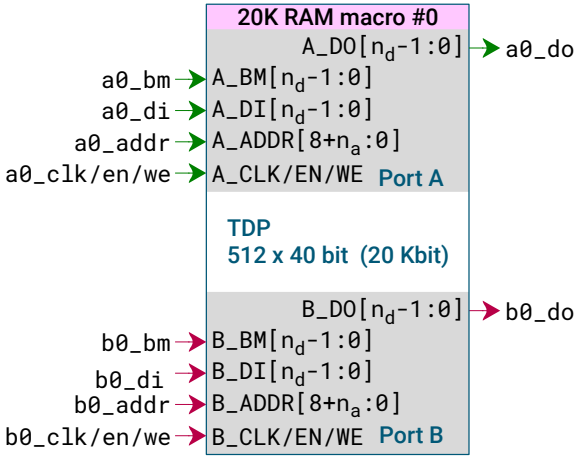 20K RAM macro #0
A_DO[nd-1:0] a0_do
a0_bm A_BM[nd-1:0]
a0_di A_DI[nd-1:0]
a0_addr A_ADDR[8+na:0]
a0_clk/en/we A_CLK/EN/WE Port A
TDP
512 x 40 bit (20 Kbit)
B_DO[nd-1:0] b0_do
b0_bm B_BM[nd-1:0]
b0_di B_DI[nd-1:0]
b0_addr B_ADDR[8+na:0]
b0_clk/en/we B_CLK/EN/WE Port B